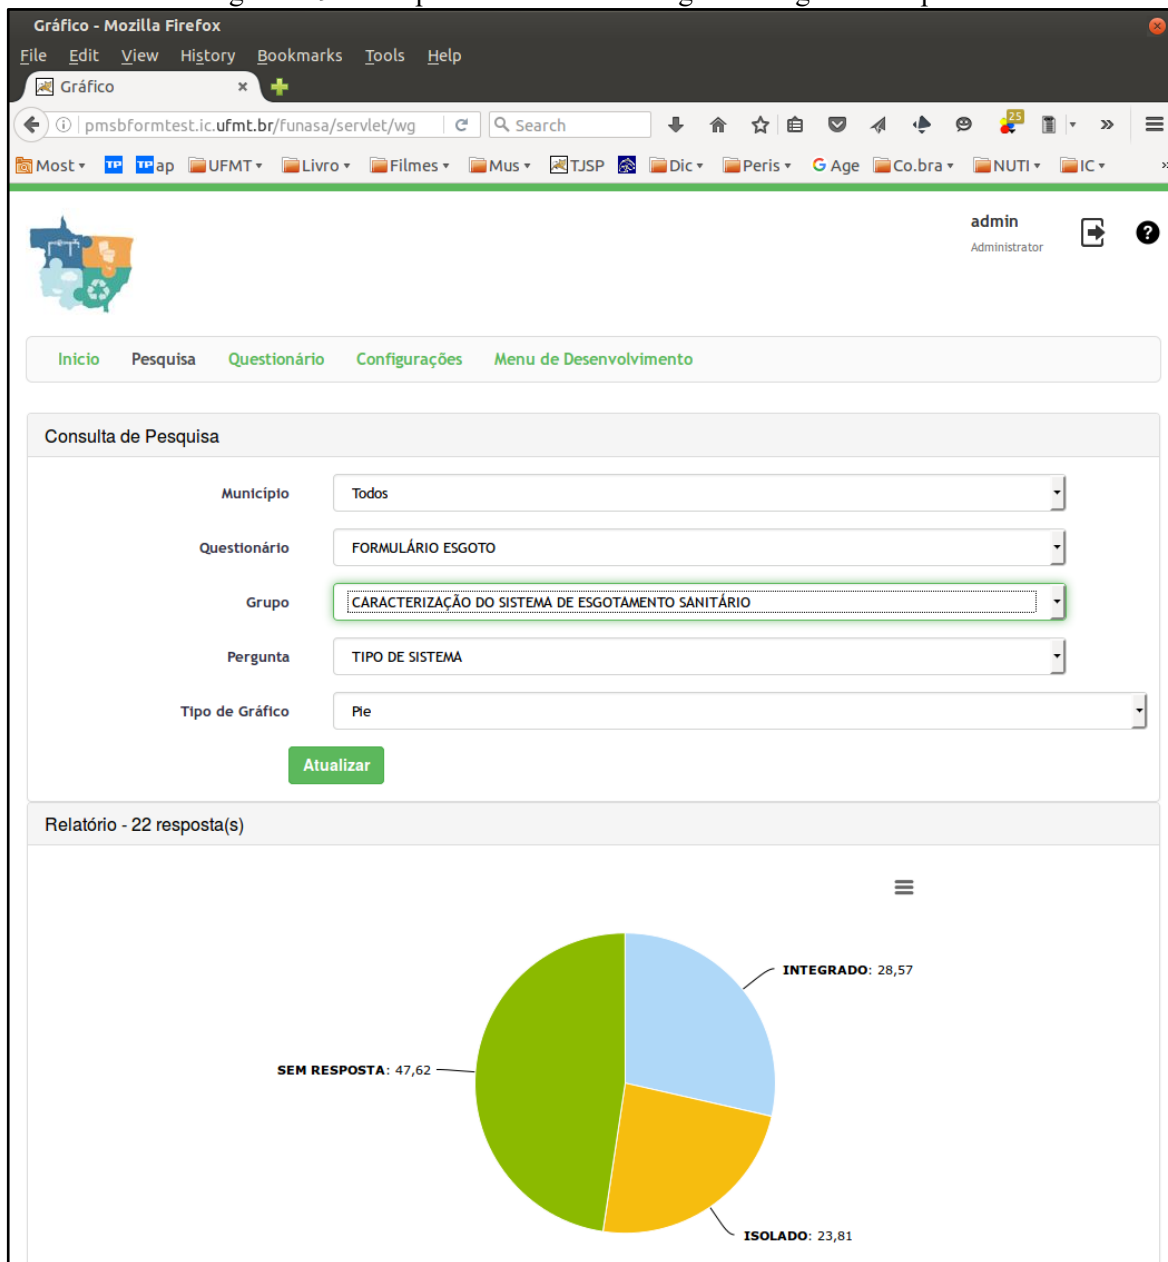 Gráfico - Mozilla Firefox
File Edit View History Bookmarks Tools Help
Gráfico
pmsbformtest.ic.ufmt.br/funasa/servlet/wg Search 25
Most TP TP ap UFMT Livro Filmes Mus TJSP Dic Peris G Age Co.bra NUTI IC
admin
Administrator
Inicio Pesquisa Questionário Configurações Menu de Desenvolvimento
Consulta de Pesquisa
Município Todos
Questionário FORMULÁRIO ESGOTO
Grupo CARACTERIZAÇÃO DO SISTEMA DE ESGOTAMENTO SANITÁRIO
Pergunta TIPO DE SISTEMA
Tipo de Gráfico Pie
Atualizar
Relatório - 22 resposta(s)
INTEGRADO: 28,57
SEM RESPOSTA: 47,62
ISOLADO: 23,81